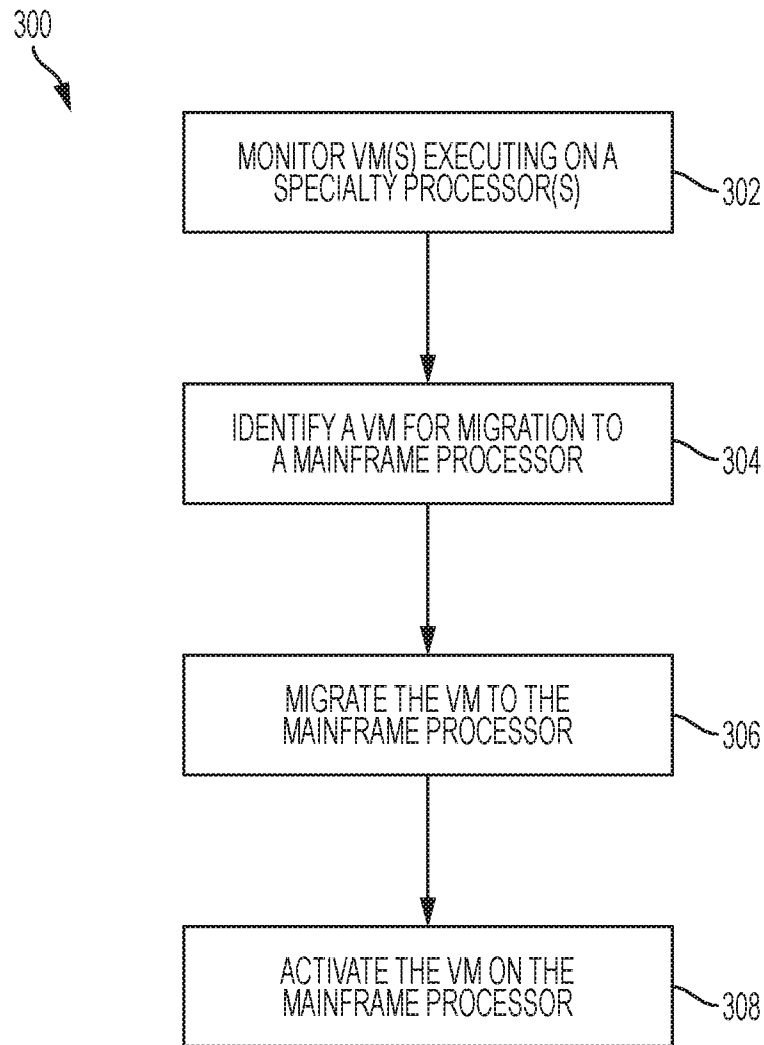 300
MONITOR VM(S) EXECUTING ON A
SPECIALTY PROCESSOR(S)
302
IDENTIFY A VM FOR MIGRATION TO
A MAINFRAME PROCESSOR
304
MIGRATE THE VM TO THE
MAINFRAME PROCESSOR
306
ACTIVATE THE VM ON THE
MAINFRAME PROCESSOR
308